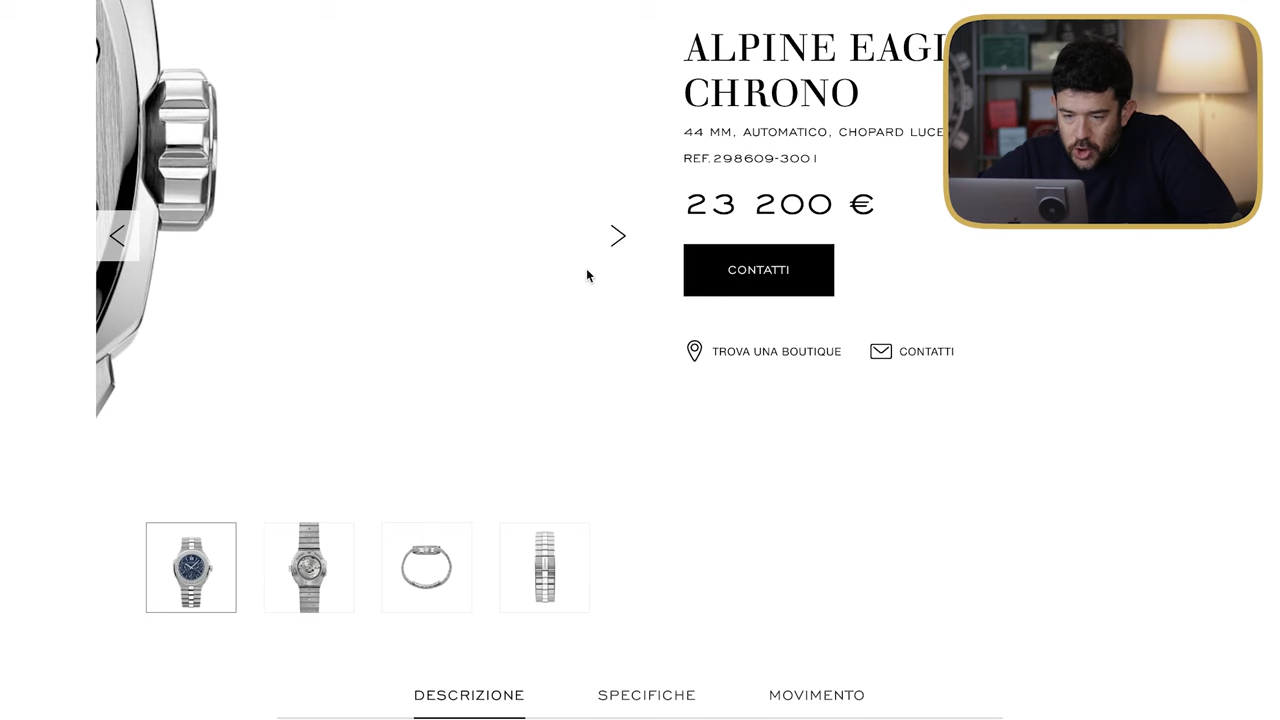 ALPINE
CHRONO
44 MM, AUTOMATICO, CHOPARD LUCE
REF.298609-3001
23 200 €
CONTATTI
TROVA UNA BOUTIQUE
CONTATTI
DESCRIZIONE
SPECIFICHE
MOVIMENTO